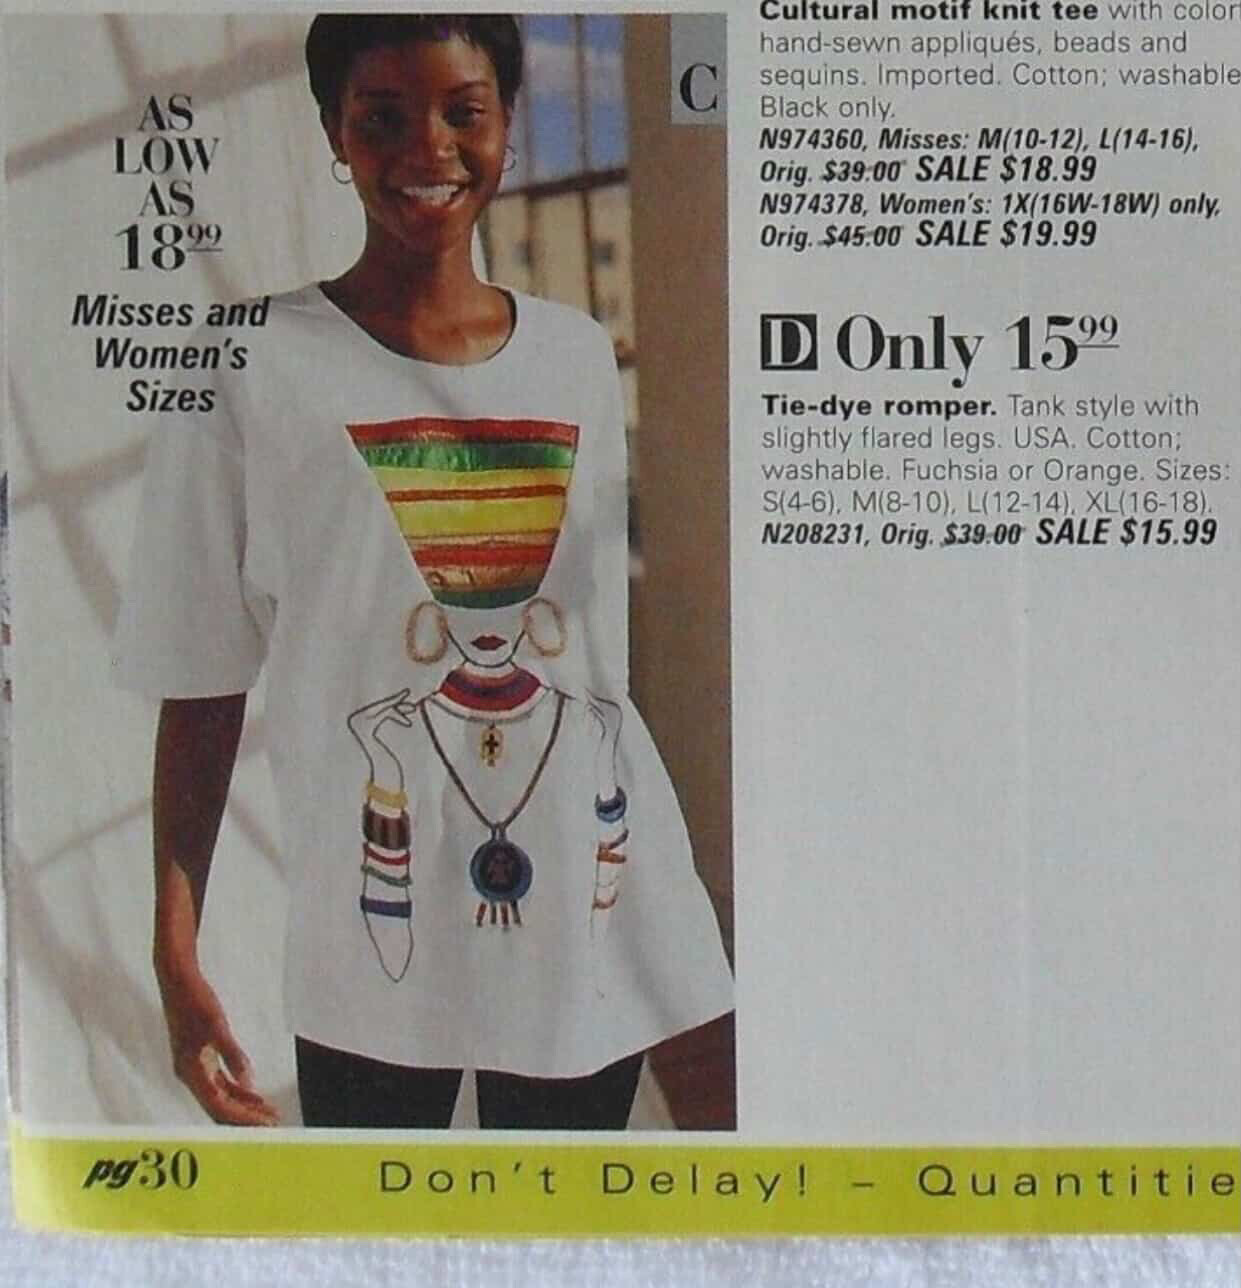 C
AS
LOW
AS
18⁹⁹
Misses and
Women's
Sizes
Cultural motif knit tee with
hand-sewn appliqués, beads and
sequins. Imported. Cotton; washable
Black only.
N974360, Misses: M(10-12), L(14-16),
Orig. $39.00 SALE $18.99
N974378, Women's: 1X(16W-18W) only,
Orig. $45.00 SALE $19.99
D Only 15⁹⁹
Tie-dye romper. Tank style with
slightly flared legs. USA. Cotton;
washable. Fuchsia or Orange. Sizes:
S(4-6), M(8-10), L(12-14), XL(16-18).
N208231, Orig. $39.00 SALE $15.99
pg30 Don't Delay! – Quantitie